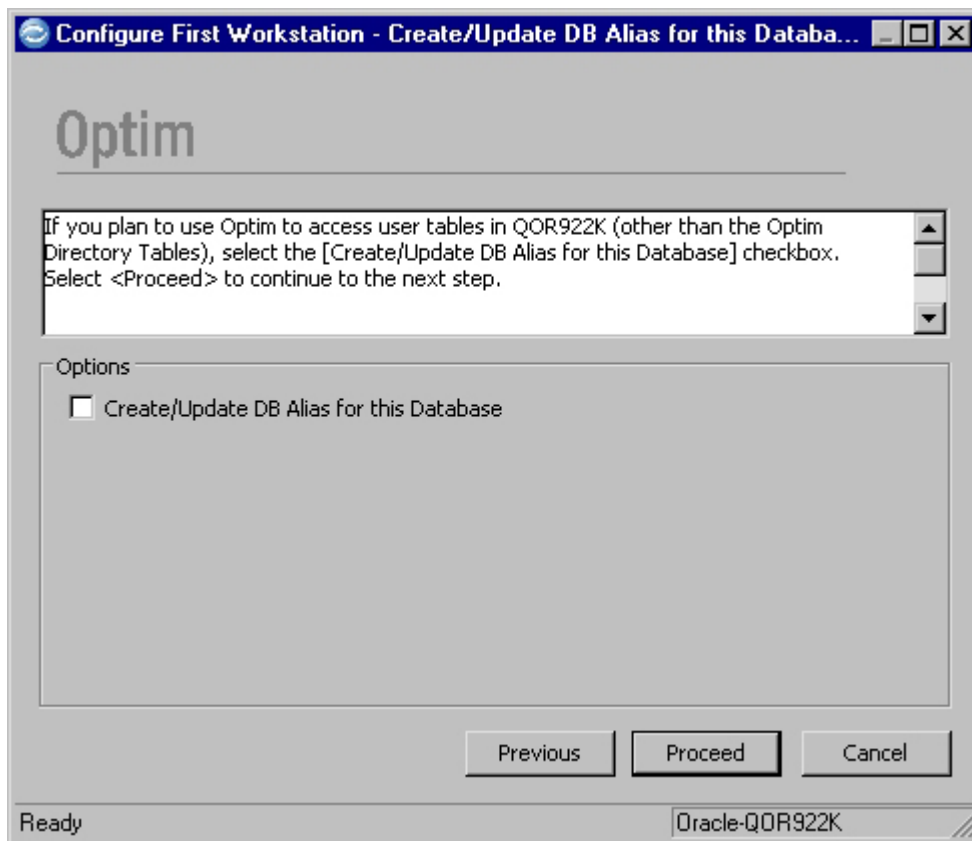 Configure First Workstation - Create/Update DB Alias for this Databa...
Optim
If you plan to use Optim to access user tables in QOR922K (other than the Optim
Directory Tables), select the [Create/Update DB Alias for this Database] checkbox.
Select <Proceed> to continue to the next step.
Options
Create/Update DB Alias for this Database
Previous Proceed Cancel
Ready Oracle-QOR922K